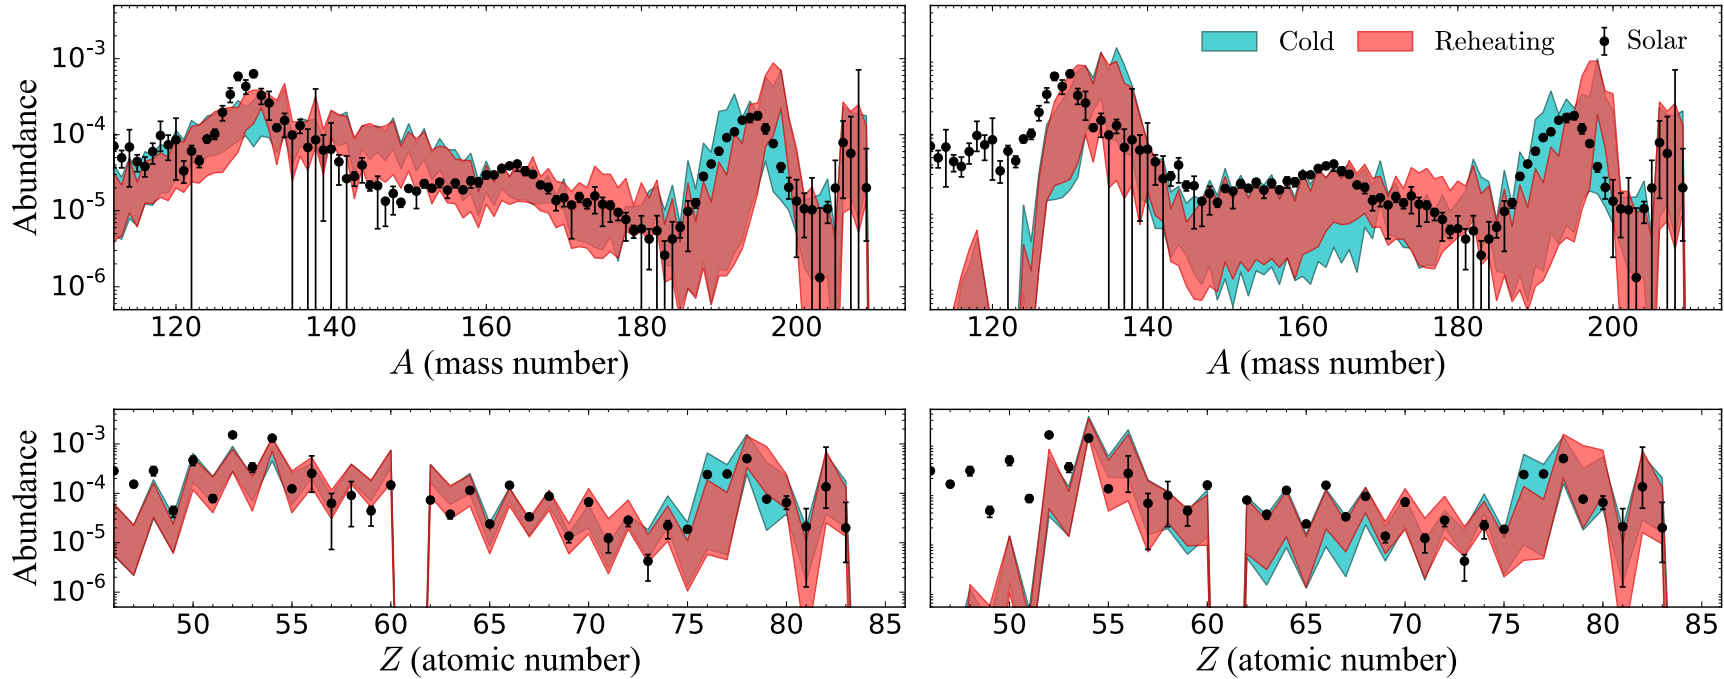 Abundance
10⁻³
10⁻⁴
10⁻⁵
10⁻⁶
120 140 160 180 200
A (mass number)
Cold Reheating Solar
120 140 160 180 200
A (mass number)
Abundance
10⁻³
10⁻⁴
10⁻⁵
10⁻⁶
50 55 60 65 70 75 80 85
Z (atomic number)
50 55 60 65 70 75 80 85
Z (atomic number)